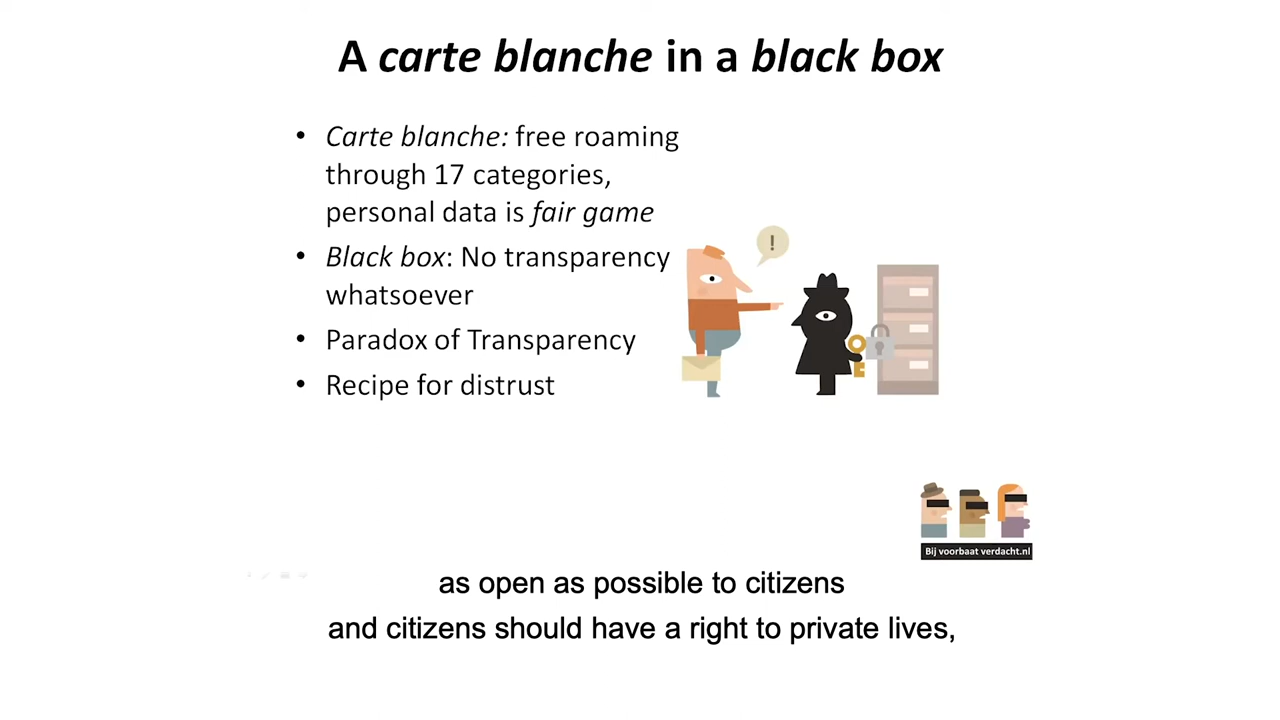 A carte blanche in a black box
• Carte blanche: free roaming
through 17 categories,
personal data is fair game
• Black box: No transparency
whatsoever
• Paradox of Transparency
• Recipe for distrust
!
Bij voorbaat verdacht.nl
as open as possible to citizens
and citizens should have a right to private lives,